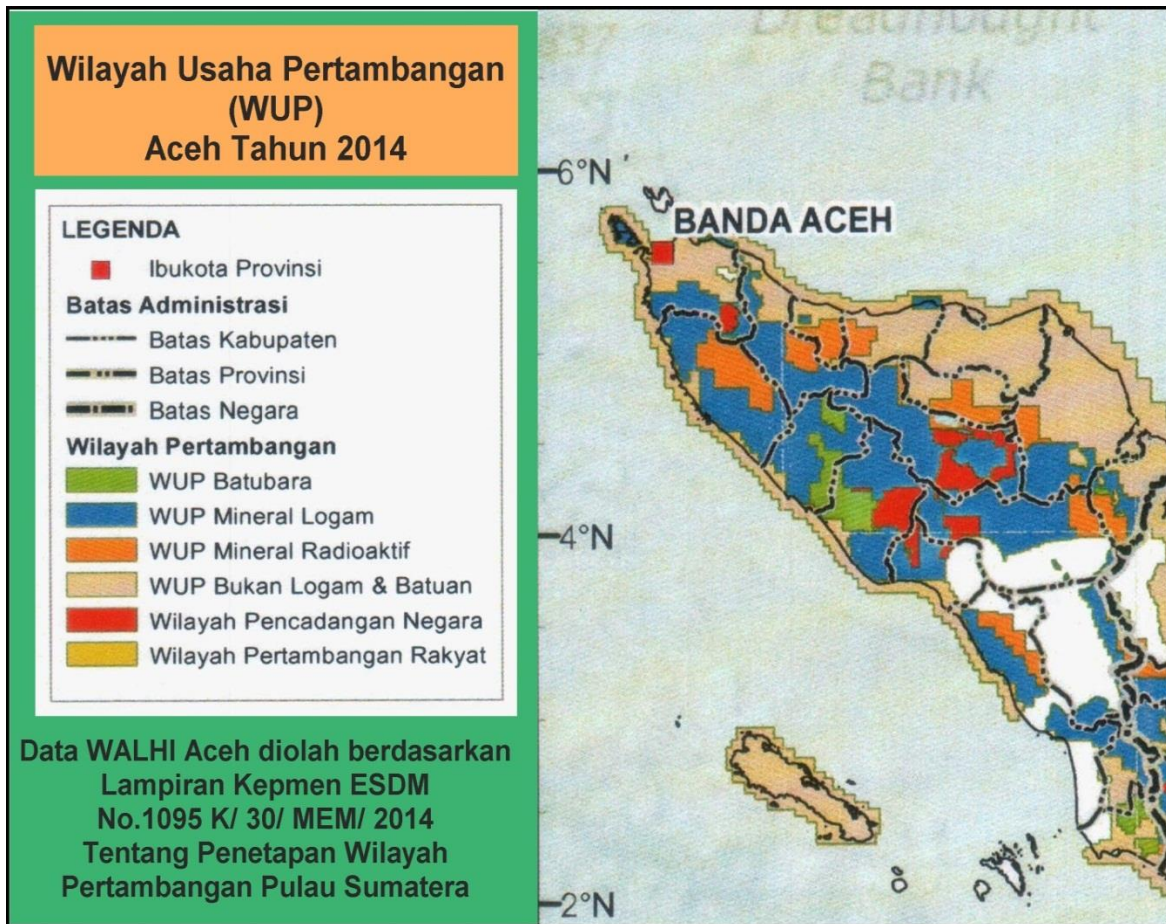 Wilayah Usaha Pertambangan
(WUP)
Aceh Tahun 2014
LEGENDA
Ibukota Provinsi
Batas Administrasi
Batas Kabupaten
Batas Provinsi
Batas Negara
Wilayah Pertambangan
WUP Batubara
WUP Mineral Logam
WUP Mineral Radioaktif
WUP Bukan Logam & Batuan
Wilayah Pencadangan Negara
Wilayah Pertambangan Rakyat
Data WALHI Aceh diolah berdasarkan
Lampiran Kepmen ESDM
No.1095 K/ 30/ MEM/ 2014
Tentang Penetapan Wilayah
Pertambangan Pulau Sumatera
Dreadnought
Bank
6°N
BANDA ACEH
4°N
2°N